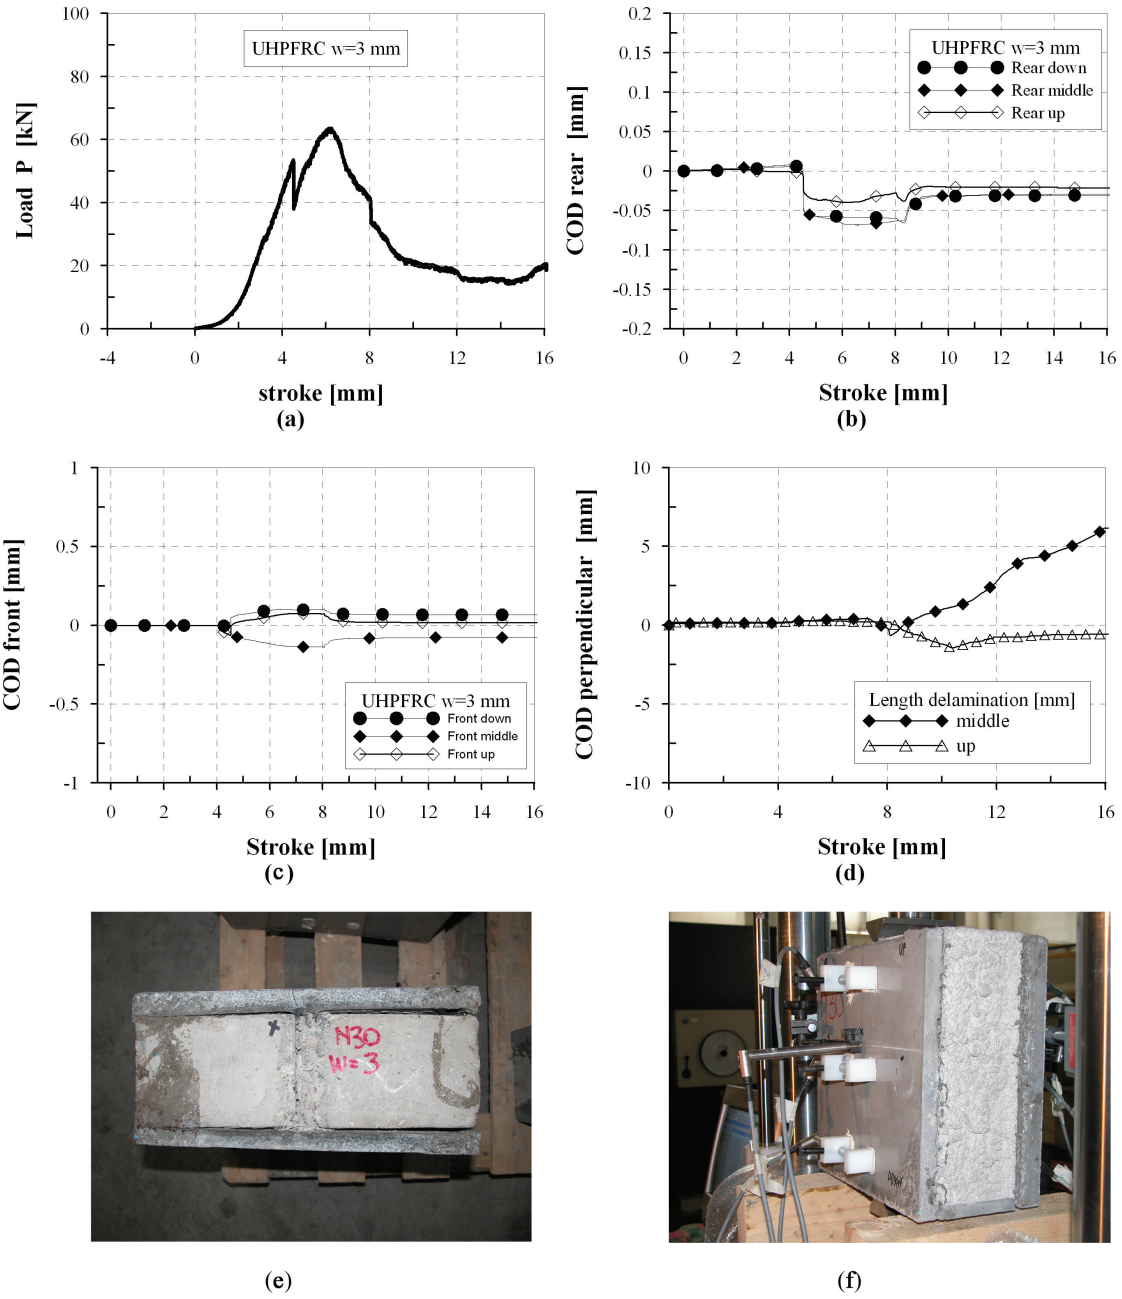 100
80
60
40
20
0
-4
0
4
8
12
16
UHPFRC w=3 mm
Load P [kN]
stroke [mm]
(a)
0.2
0.15
0.1
0.05
0
-0.05
-0.1
-0.15
-0.2
0
2
4
6
8
10
12
14
16
UHPFRC w=3 mm
Rear down
Rear middle
Rear up
COD rear [mm]
Stroke [mm]
(b)
1
0.5
0
-0.5
-1
0
2
4
6
8
10
12
14
16
UHPFRC w=3 mm
Front down
Front middle
Front up
COD front [mm]
Stroke [mm]
(c)
10
5
0
-5
-10
0
4
8
12
16
Length delamination [mm]
middle
up
COD perpendicular [mm]
Stroke [mm]
(d)
x
N30
W=3
(e)
UP
N30
x
(f)